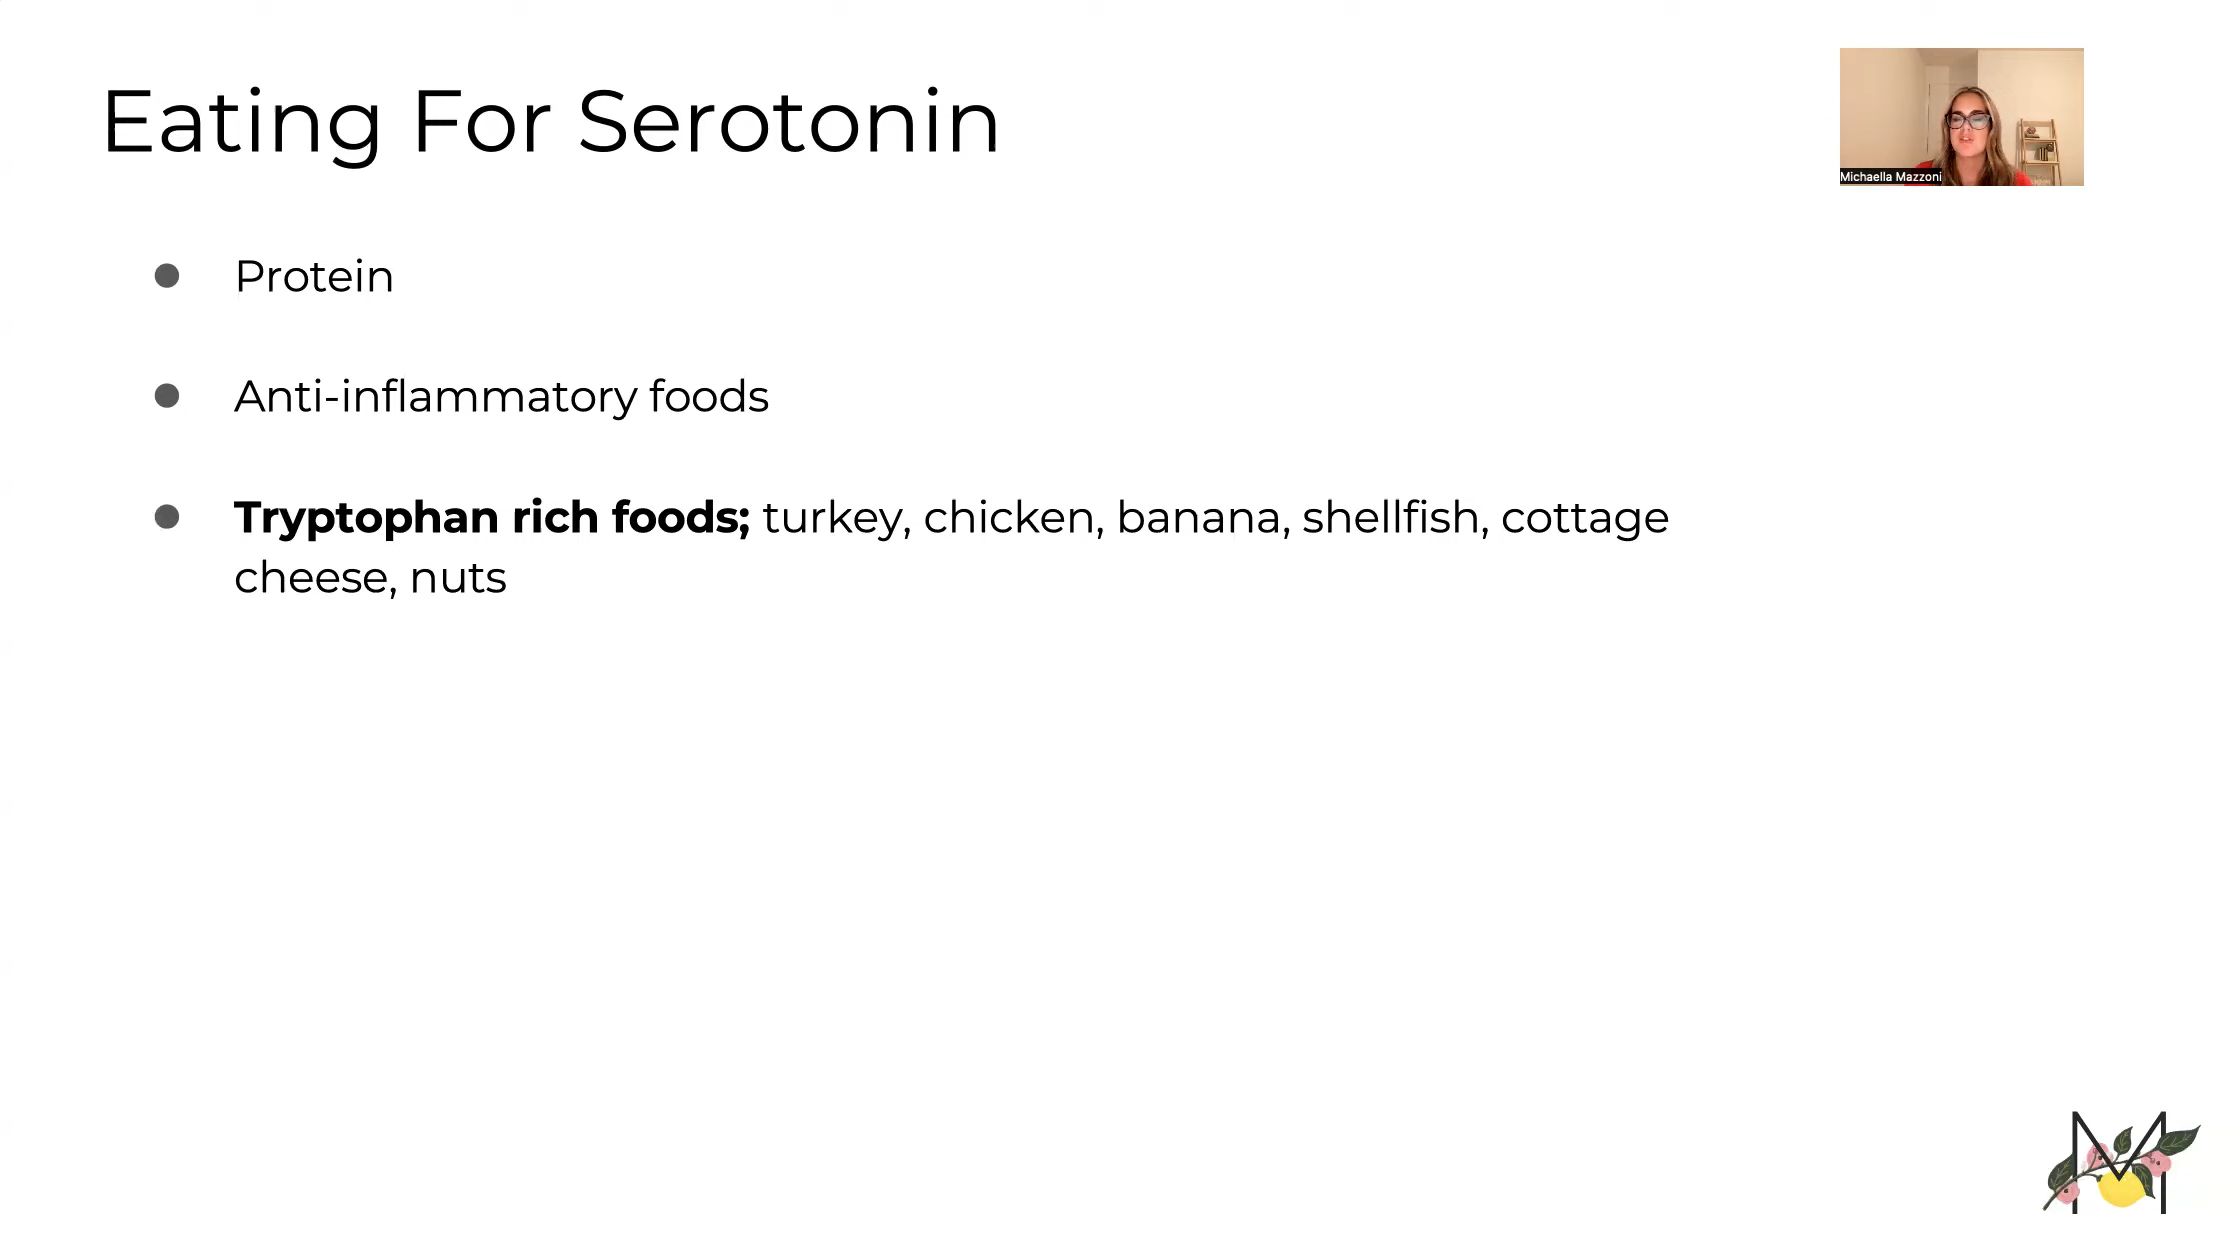 Eating For Serotonin
Michaella Mazzoni
● Protein
● Anti-inflammatory foods
● Tryptophan rich foods; turkey, chicken, banana, shellfish, cottage
cheese, nuts
M